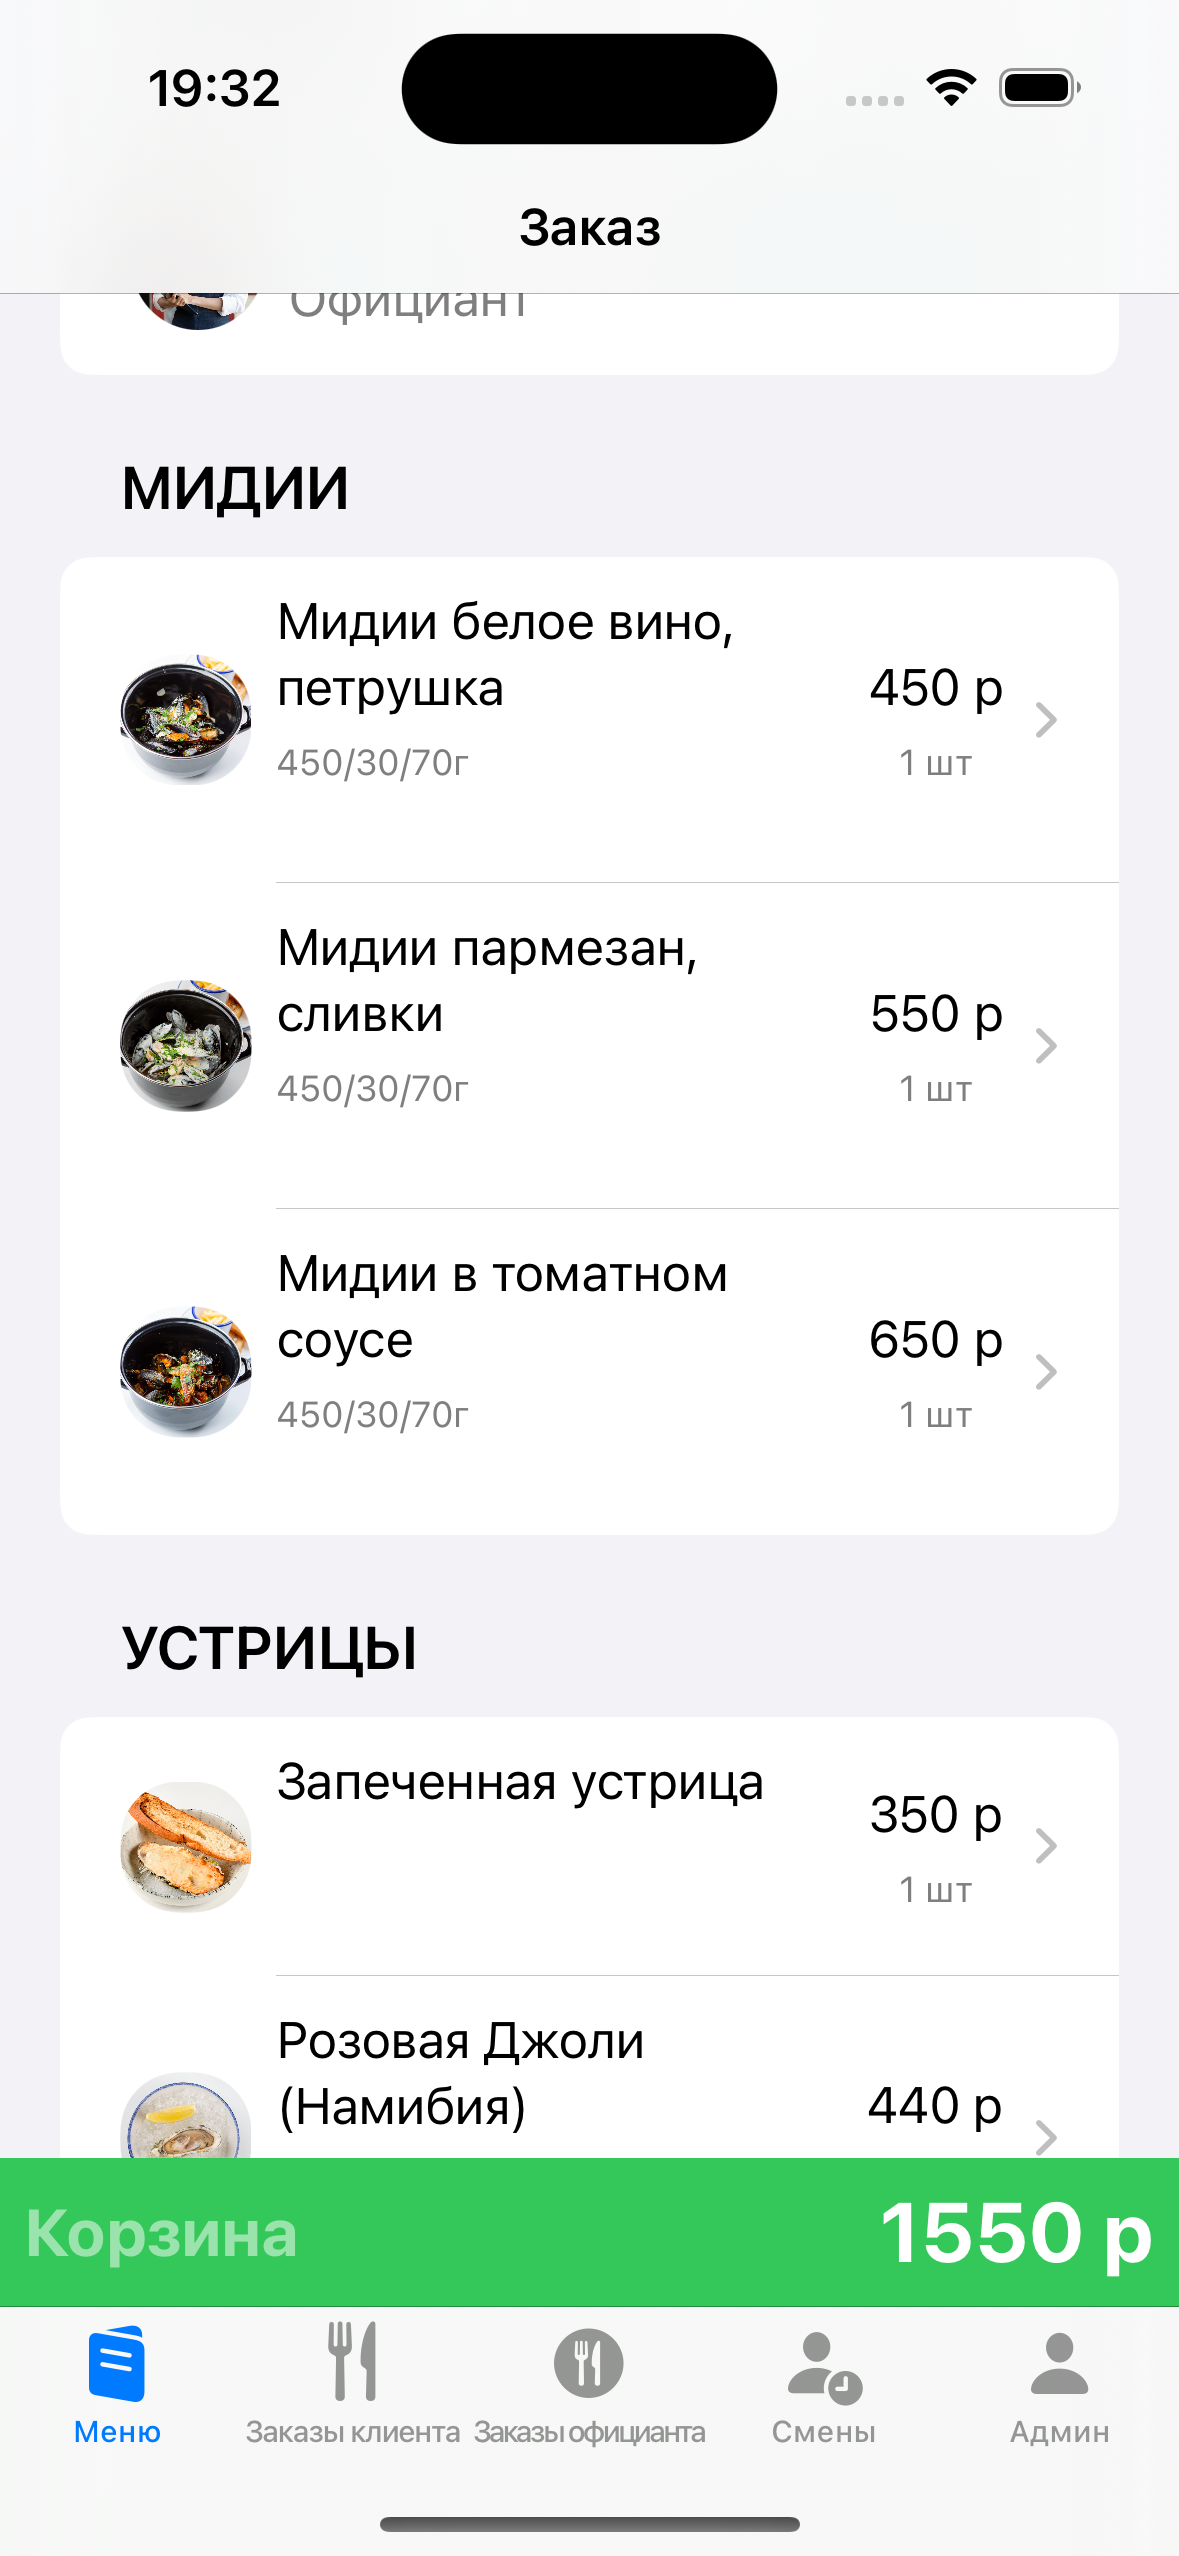 19:32
Заказ
Официант
МИДИИ
Мидии белое вино,
петрушка
450 р
450/30/70г
1 шт
Мидии пармезан,
сливки
550 р
450/30/70г
1 шт
Мидии в томатном
соусе
650 р
450/30/70г
1 шт
УСТРИЦЫ
Запеченная устрица
350 р
1 шт
Розовая Джоли
(Намибия)
440 р
Корзина
1550 р
Меню
Заказы клиента
Заказы официанта
Смены
Админ